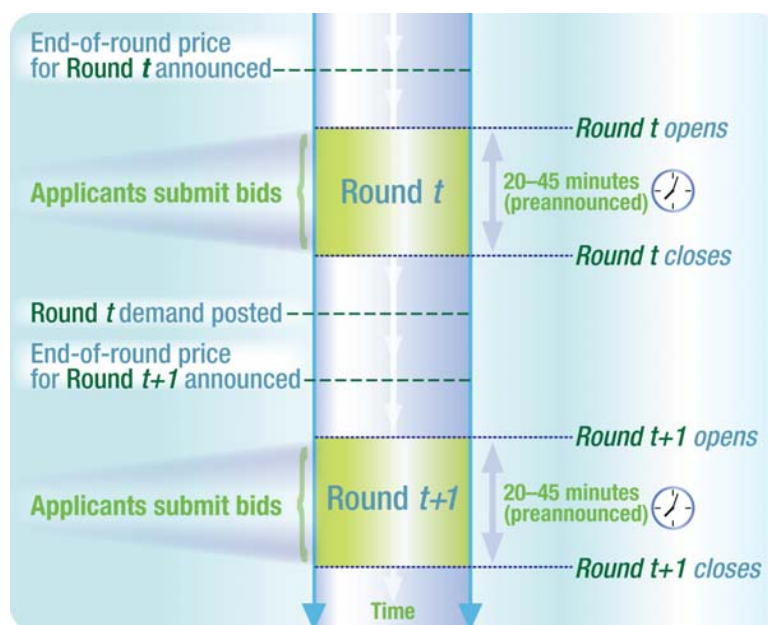 End-of-round price
for Round t announced
Round t opens
Applicants submit bids
Round t
20–45 minutes
(preannounced)
Round t closes
Round t demand posted
End-of-round price
for Round t+1 announced
Round t+1 opens
Applicants submit bids
Round t+1
20–45 minutes
(preannounced)
Round t+1 closes
Time